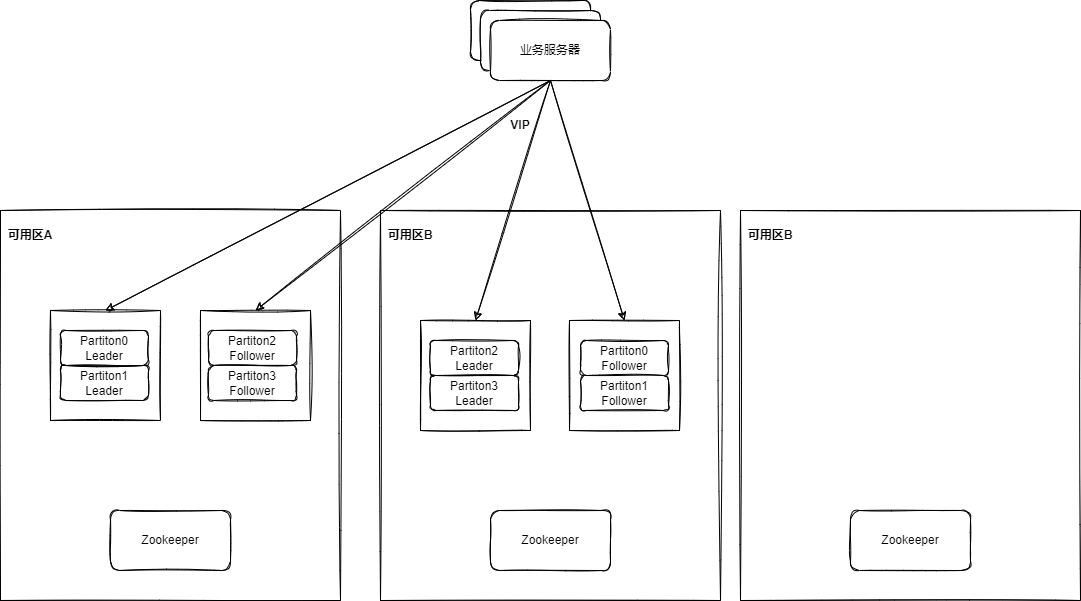 业务服务器
VIP
可用区A
可用区B
可用区B
Partiton0
Leader
Partiton1
Leader
Partiton2
Follower
Partiton3
Follower
Partiton2
Leader
Partiton3
Leader
Partiton0
Follower
Partiton1
Follower
Zookeeper
Zookeeper
Zookeeper